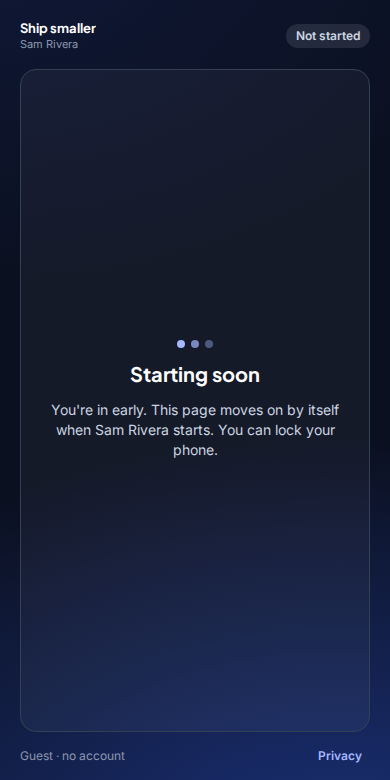 Ship smaller
Sam Rivera
Not started
Starting soon
You're in early. This page moves on by itself
when Sam Rivera starts. You can lock your
phone.
Guest · no account
Privacy